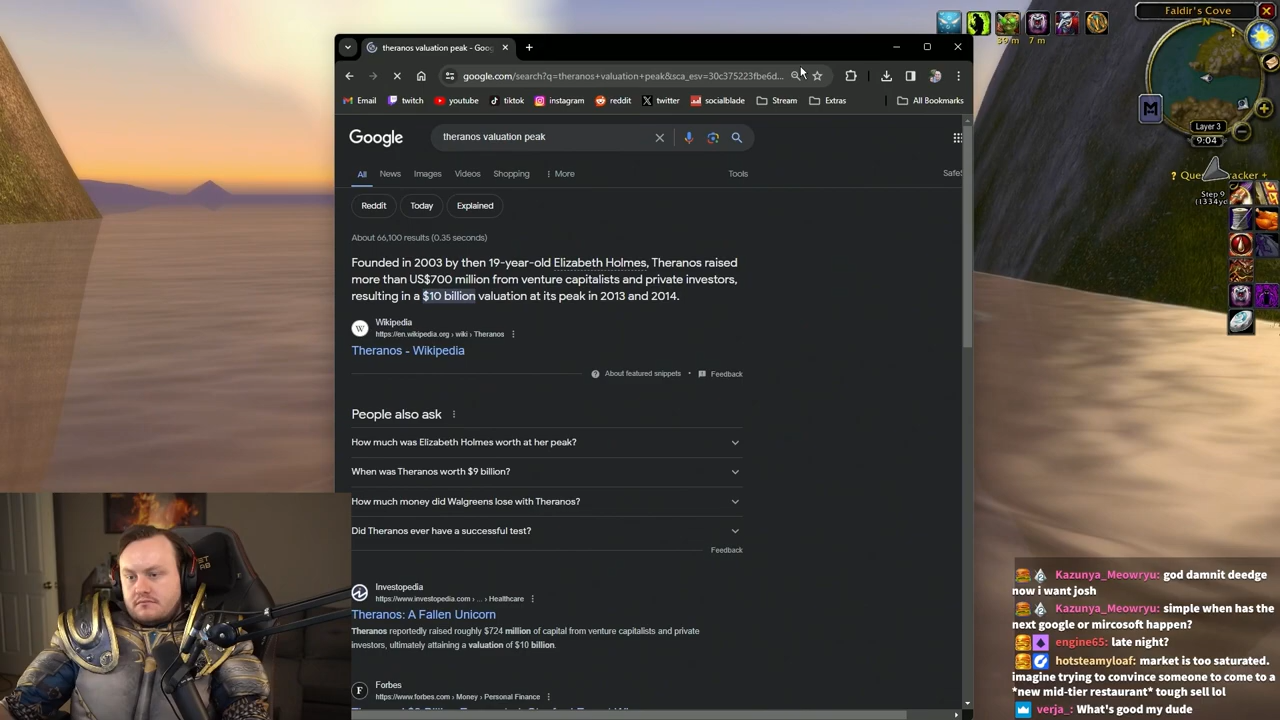 Faldir's Cove
N
39 m
7 m
theranos valuation peak - Goog
google.com/search?q=theranos+valuation+peak&sca_esv=30c375223fbe6d...
Email
twitch
youtube
tiktok
instagram
reddit
twitter
socialblade
Stream
Extras
All Bookmarks
M
Layer 3
9:04
Google
theranos valuation peak
All
News
Images
Videos
Shopping
More
Tools
SafeS
? Que
racker +
Step 9
(1334yd
Reddit
Today
Explained
About 66,100 results (0.35 seconds)
Founded in 2003 by then 19-year-old Elizabeth Holmes, Theranos raised
more than US$700 million from venture capitalists and private investors,
resulting in a $10 billion valuation at its peak in 2013 and 2014.
W
Wikipedia
https://en.wikipedia.org › wiki › Theranos
Theranos - Wikipedia
About featured snippets
Feedback
People also ask
How much was Elizabeth Holmes worth at her peak?
When was Theranos worth $9 billion?
How much money did Walgreens lose with Theranos?
Did Theranos ever have a successful test?
Feedback
Investopedia
https://www.investopedia.com › ... › Healthcare
Theranos: A Fallen Unicorn
Theranos reportedly raised roughly $724 million of capital from venture capitalists and private
investors, ultimately attaining a valuation of $10 billion.
F
Forbes
https://www.forbes.com › Money › Personal Finance
Kazunya_Meowryu: god damnit deedge
now i want josh
Kazunya_Meowryu: simple when has the
next google or mircosoft happen?
engine65: late night?
hotsteamyloaf: market is too saturated.
imagine trying to convince someone to come to a
*new mid-tier restaurant* tough sell lol
verja_: What's good my dude